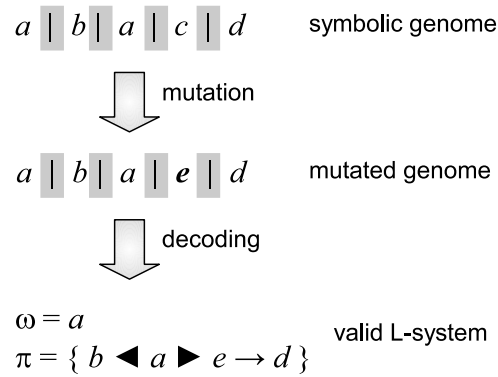 a | b | a | c | d symbolic genome
mutation
a | b | a | e | d mutated genome
decoding
ω = a
valid L-system
π = { b ◄ a ► e → d }